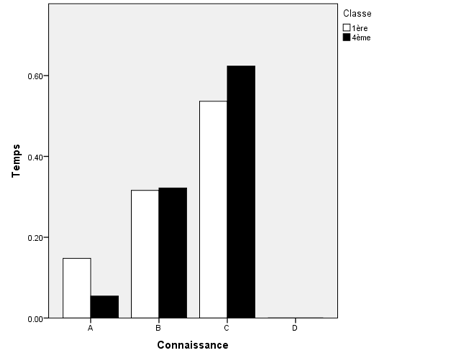 Classe
1ère
4ème
0.60
0.40
0.20
0.00
Temps
A B C D
Connaissance